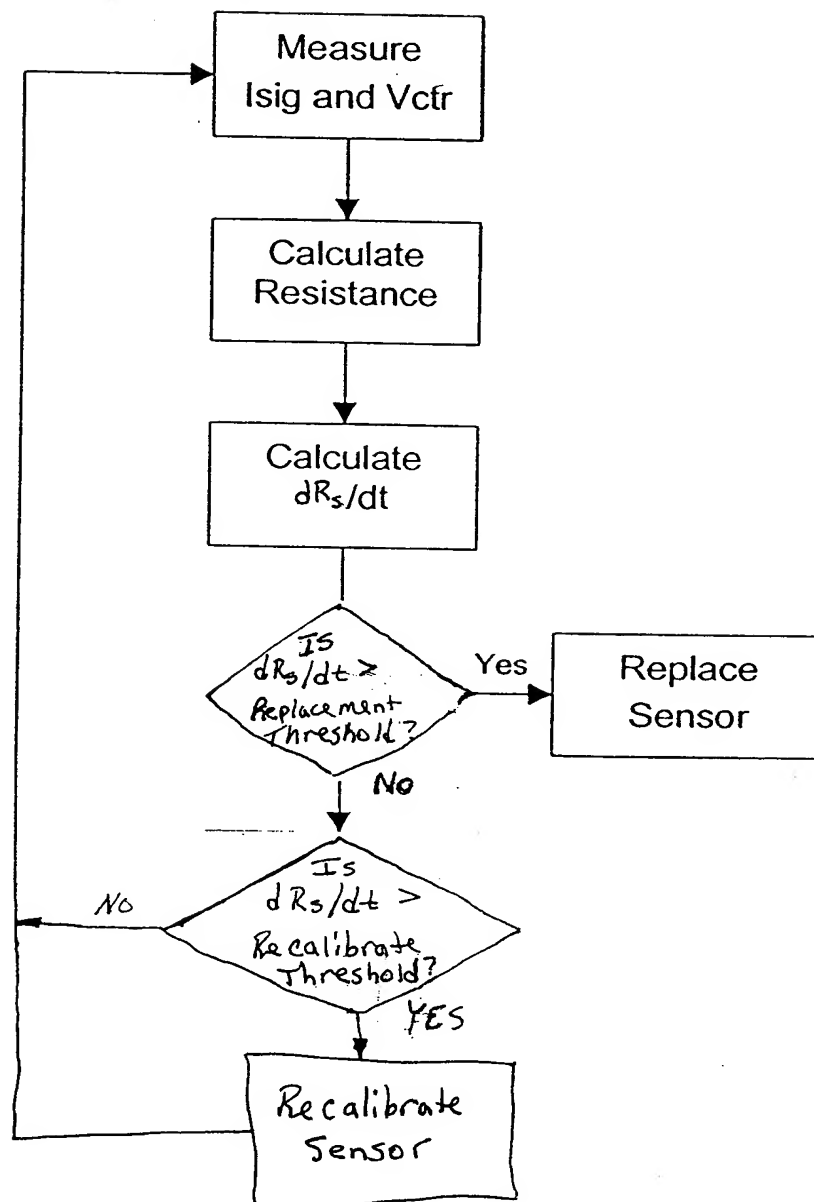 Measure
Isig and Vctr
Calculate
Resistance
Calculate
dRs/dt
Is
dRs/dt >
Replacement
Threshold?
Yes
Replace
Sensor
No
Is
dRs/dt >
Recalibrate
Threshold?
No
YES
Recalibrate
Sensor